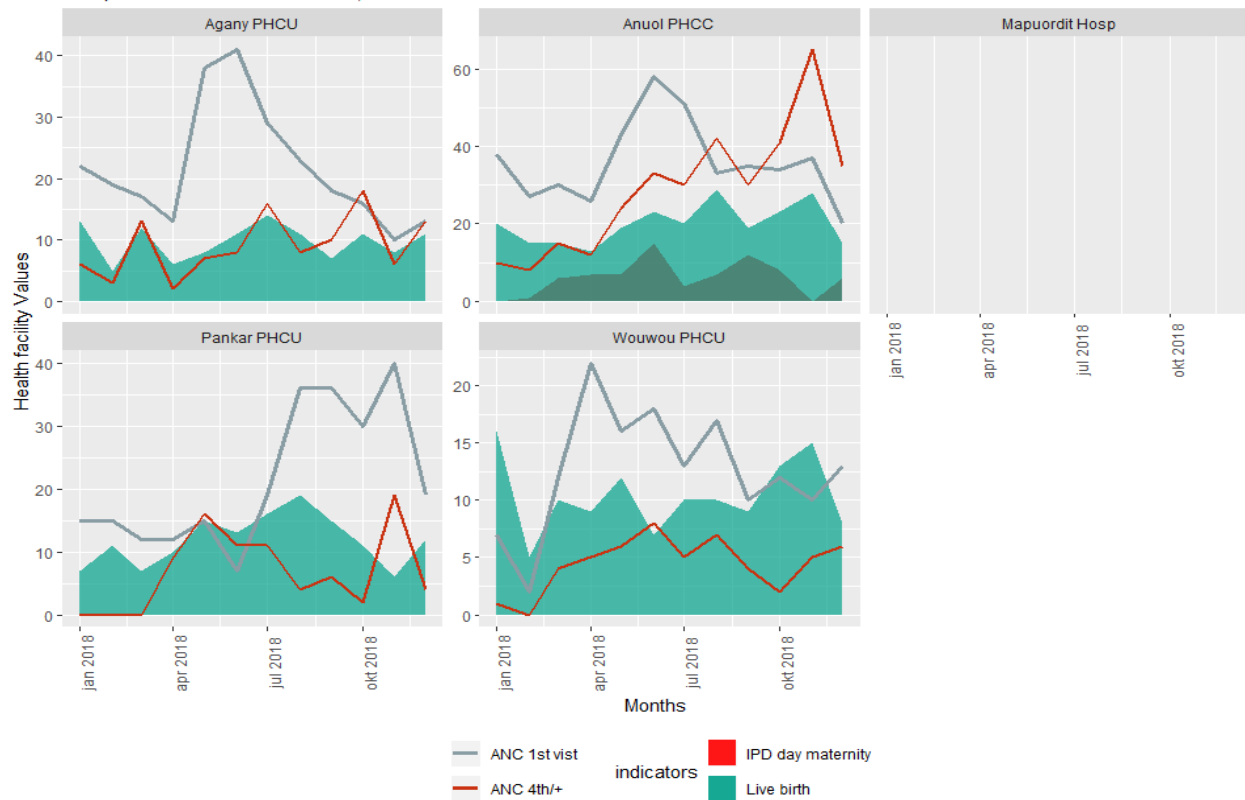 Agany PHCU
Anuol PHCC
Mapuordit Hosp
40
30
20
10
0
60
40
20
0
jan 2018
apr 2018
jul 2018
okt 2018
Health facility Values
Pankar PHCU
Wouwou PHCU
40
30
20
10
0
20
15
10
5
0
jan 2018
apr 2018
jul 2018
okt 2018
jan 2018
apr 2018
jul 2018
okt 2018
Months
indicators
ANC 1st vist
ANC 4th/+
IPD day maternity
Live birth